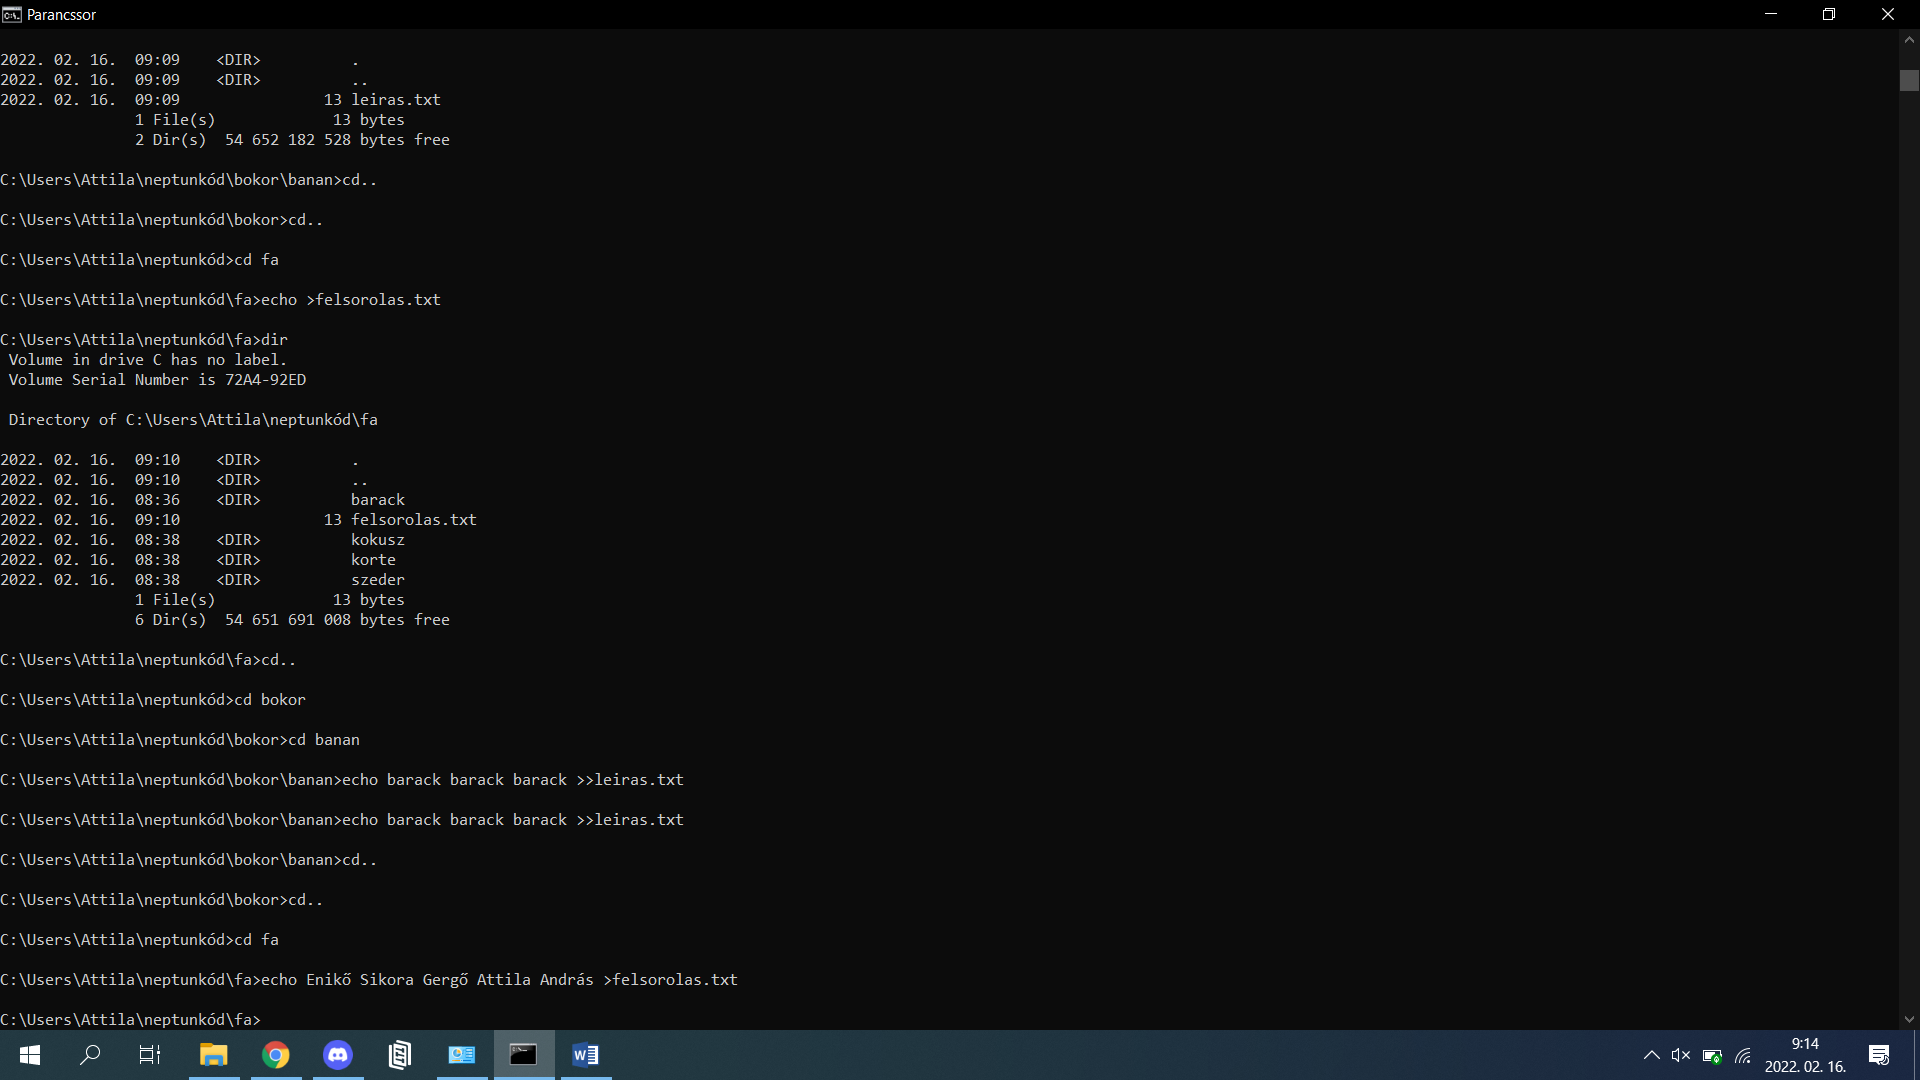 Parancssor
2022. 02. 16.  09:09    <DIR>          .
2022. 02. 16.  09:09    <DIR>          ..
2022. 02. 16.  09:09                13 leiras.txt
               1 File(s)             13 bytes
               2 Dir(s)  54 652 182 528 bytes free
C:\Users\Attila\neptunkód\bokor\banan>cd..
C:\Users\Attila\neptunkód\bokor>cd..
C:\Users\Attila\neptunkód>cd fa
C:\Users\Attila\neptunkód\fa>echo >felsorolas.txt
C:\Users\Attila\neptunkód\fa>dir
 Volume in drive C has no label.
 Volume Serial Number is 72A4-92ED
 Directory of C:\Users\Attila\neptunkód\fa
2022. 02. 16.  09:10    <DIR>          .
2022. 02. 16.  09:10    <DIR>          ..
2022. 02. 16.  08:36    <DIR>          barack
2022. 02. 16.  09:10                13 felsorolas.txt
2022. 02. 16.  08:38    <DIR>          kokusz
2022. 02. 16.  08:38    <DIR>          korte
2022. 02. 16.  08:38    <DIR>          szeder
               1 File(s)             13 bytes
               6 Dir(s)  54 651 691 008 bytes free
C:\Users\Attila\neptunkód\fa>cd..
C:\Users\Attila\neptunkód>cd bokor
C:\Users\Attila\neptunkód\bokor>cd banan
C:\Users\Attila\neptunkód\bokor\banan>echo barack barack barack >>leiras.txt
C:\Users\Attila\neptunkód\bokor\banan>echo barack barack barack >>leiras.txt
C:\Users\Attila\neptunkód\bokor\banan>cd..
C:\Users\Attila\neptunkód\bokor>cd..
C:\Users\Attila\neptunkód>cd fa
C:\Users\Attila\neptunkód\fa>echo Enikő Sikora Gergő Attila András >felsorolas.txt
C:\Users\Attila\neptunkód\fa>
9:14
2022. 02. 16.